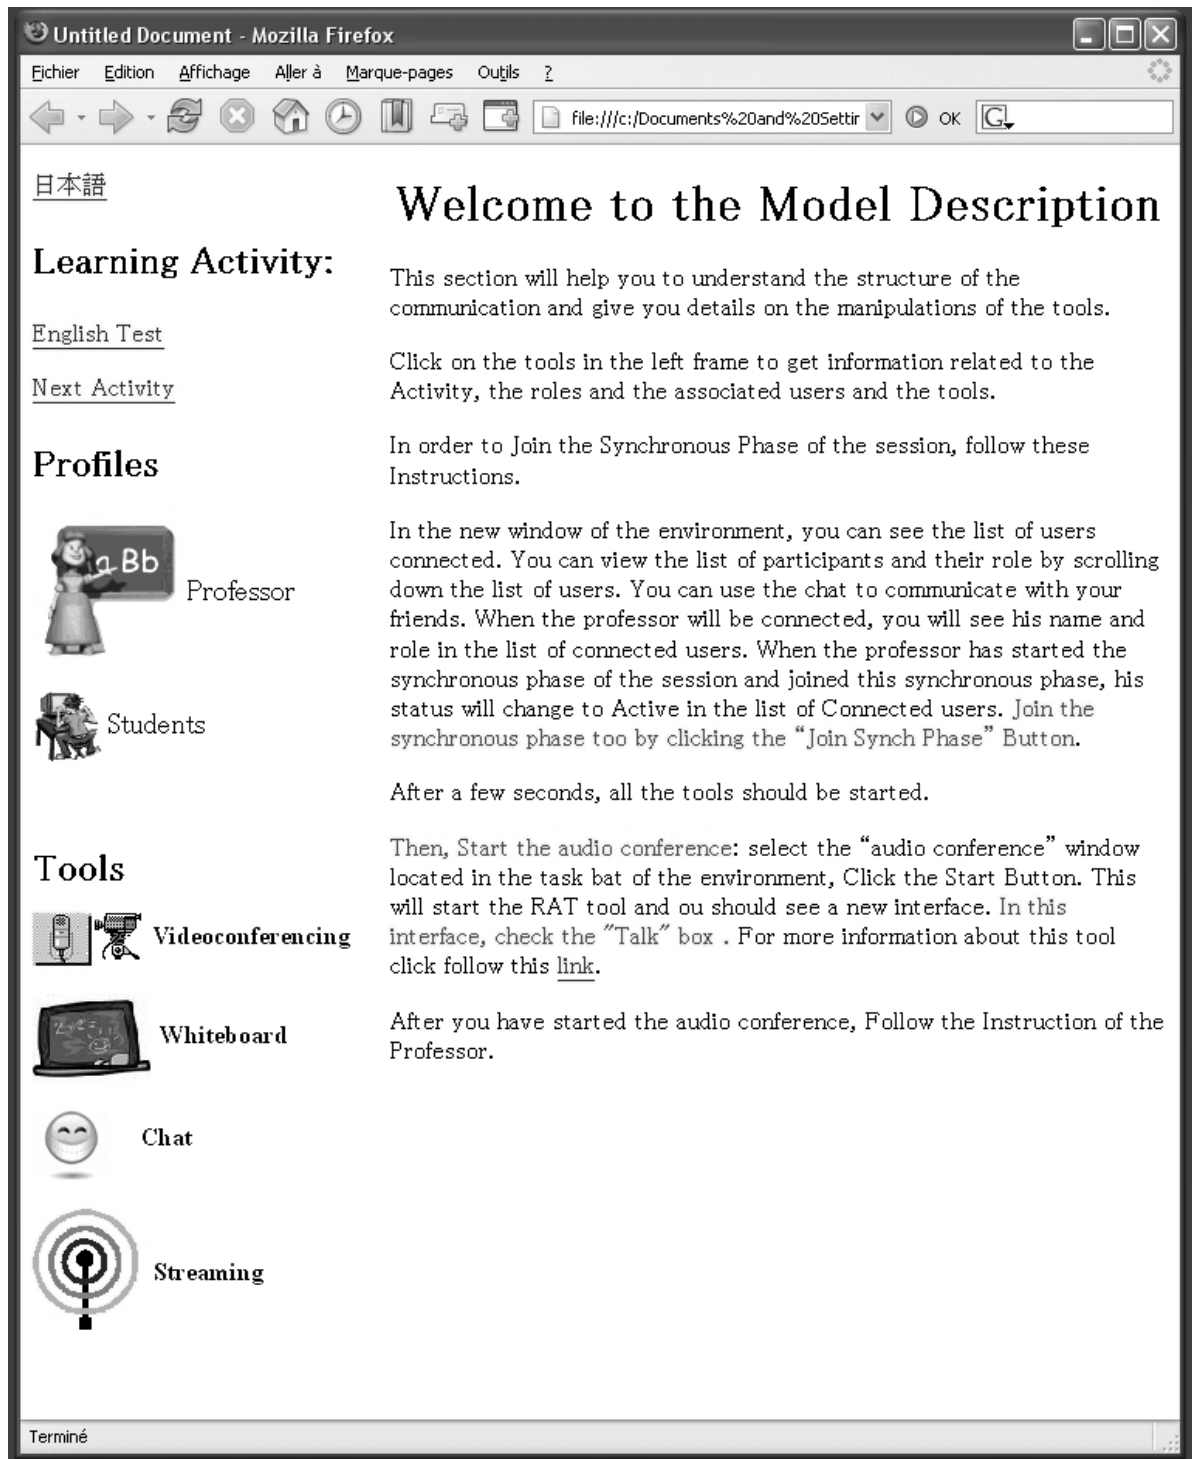 Untitled Document - Mozilla Firefox
Fichier Edition Affichage Aller à Marque-pages Outils ?
file:///c:/Documents%20and%20Settir OK G
日本語
Learning Activity:
English Test
Next Activity
Profiles
a Bb
Professor
Students
Tools
Videoconferencing
Whiteboard
Chat
Streaming
Welcome to the Model Description
This section will help you to understand the structure of the
communication and give you details on the manipulations of the tools.
Click on the tools in the left frame to get information related to the
Activity, the roles and the associated users and the tools.
In order to Join the Synchronous Phase of the session, follow these
Instructions.
In the new window of the environment, you can see the list of users
connected. You can view the list of participants and their role by scrolling
down the list of users. You can use the chat to communicate with your
friends. When the professor will be connected, you will see his name and
role in the list of connected users. When the professor has started the
synchronous phase of the session and joined this synchronous phase, his
status will change to Active in the list of Connected users. Join the
synchronous phase too by clicking the “Join Synch Phase” Button.
After a few seconds, all the tools should be started.
Then, Start the audio conference: select the “audio conference” window
located in the task bat of the environment, Click the Start Button. This
will start the RAT tool and ou should see a new interface. In this
interface, check the "Talk" box . For more information about this tool
click follow this link.
After you have started the audio conference, Follow the Instruction of the
Professor.
Terminé